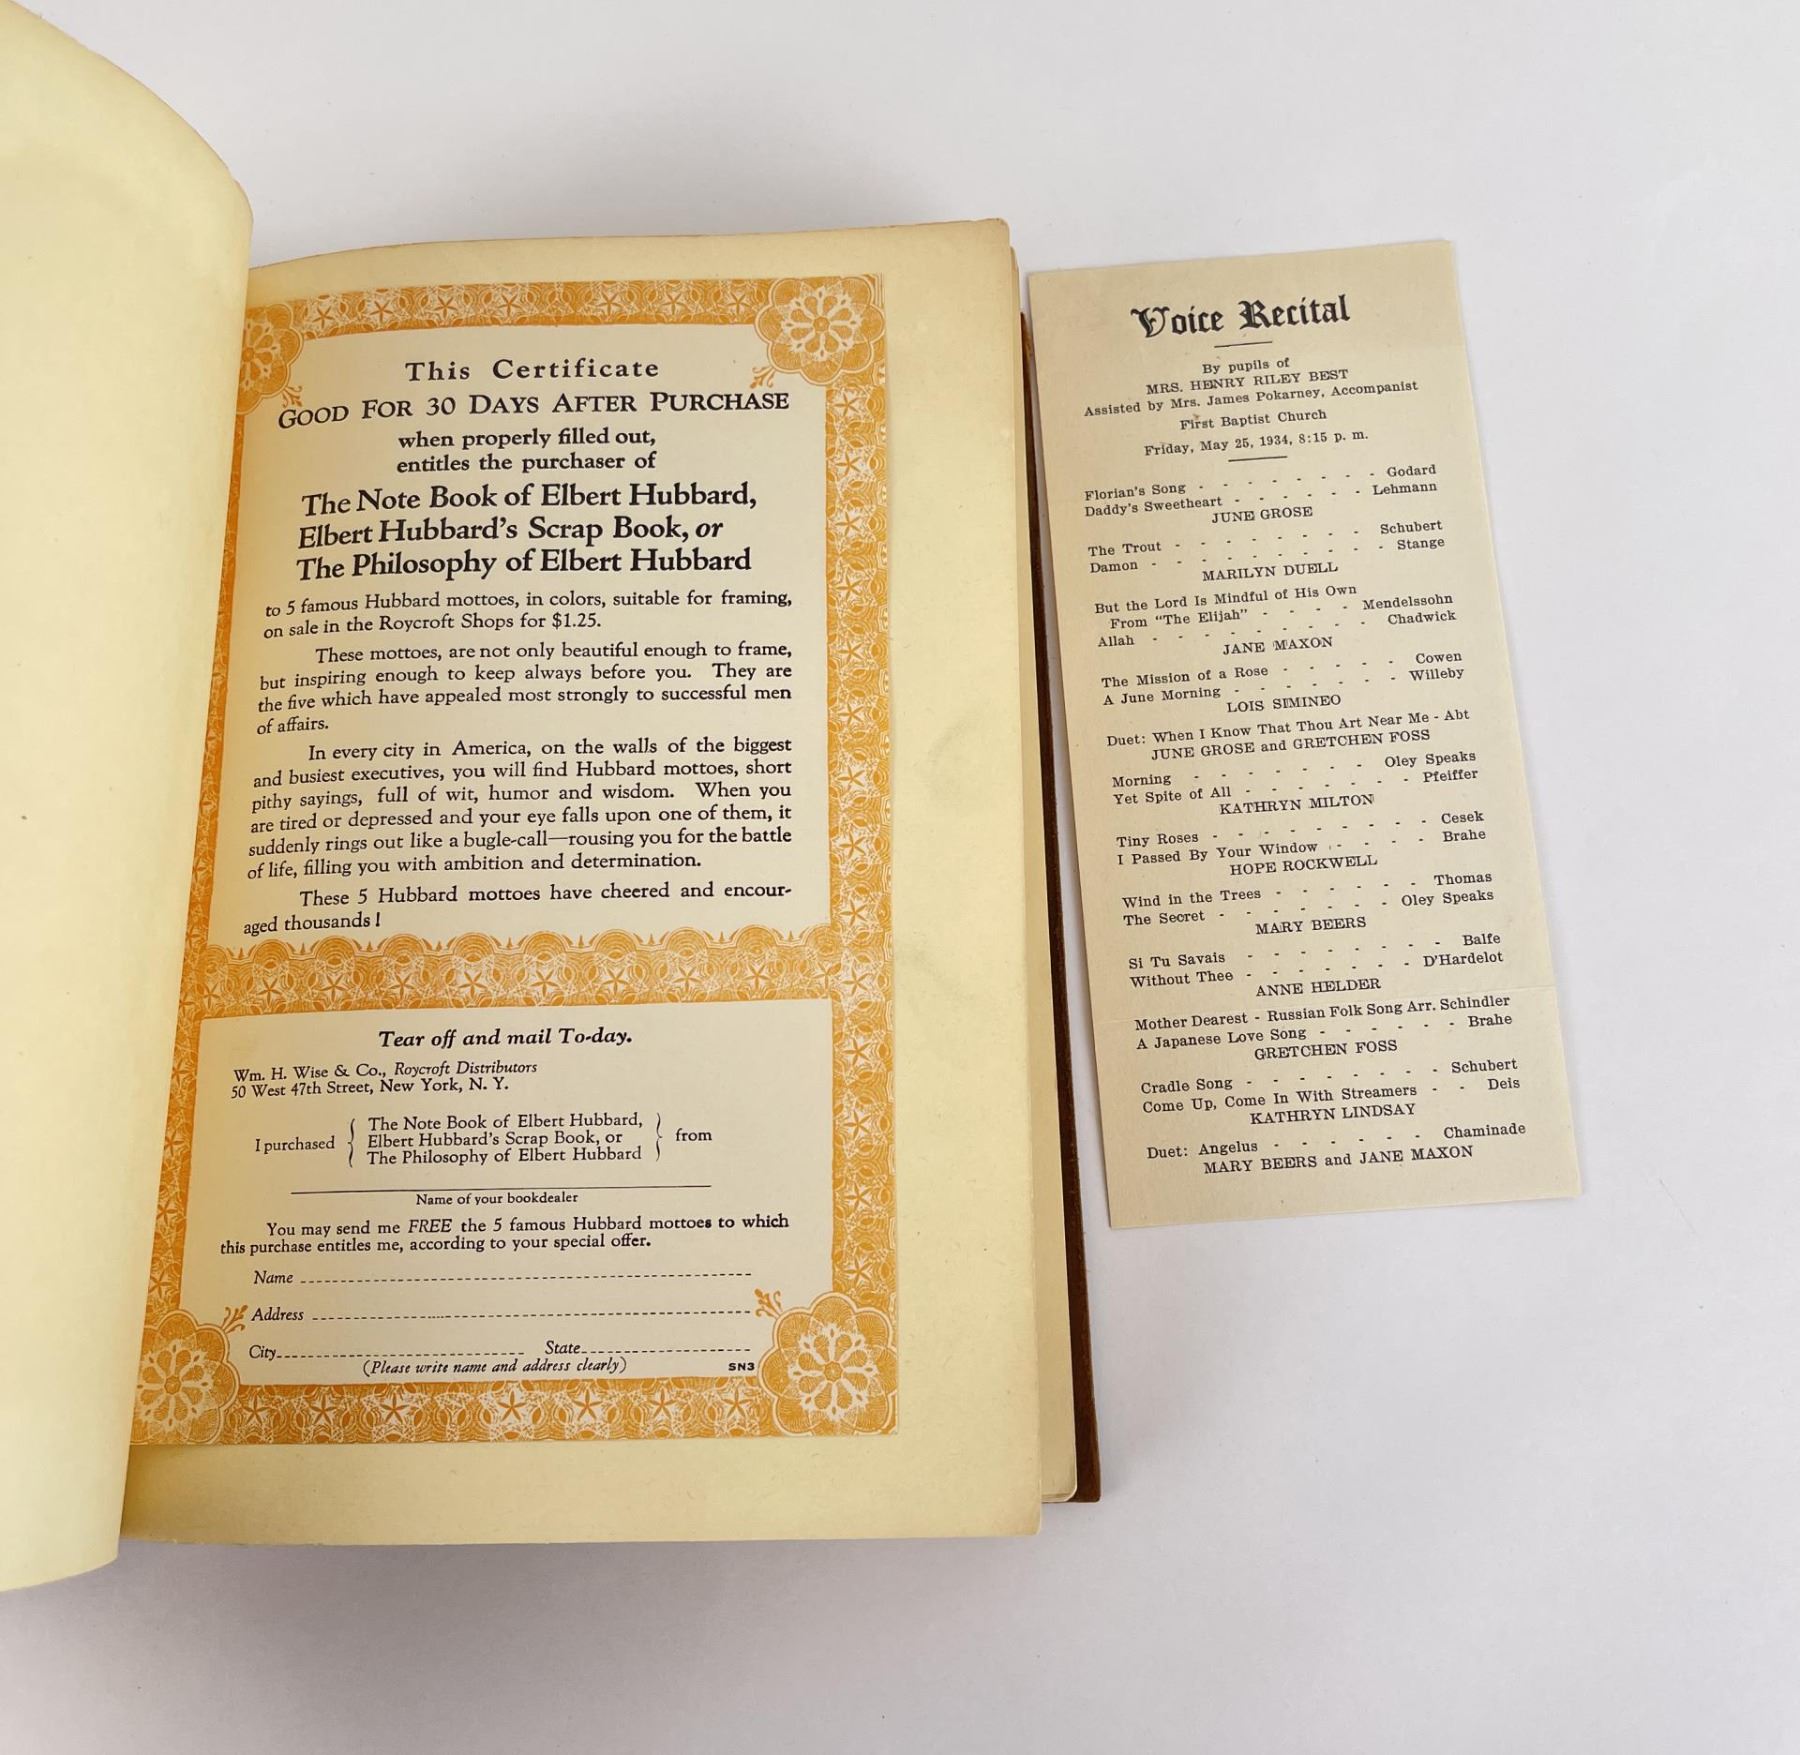 This Certificate
GOOD FOR 30 DAYS AFTER PURCHASE
when properly filled out,
entitles the purchaser of
The Note Book of Elbert Hubbard,
Elbert Hubbard's Scrap Book, or
The Philosophy of Elbert Hubbard
to 5 famous Hubbard mottoes, in colors, suitable for framing,
on sale in the Roycroft Shops for $1.25.
These mottoes, are not only beautiful enough to frame,
but inspiring enough to keep always before you. They are
the five which have appealed most strongly to successful men
of affairs.
In every city in America, on the walls of the biggest
and busiest executives, you will find Hubbard mottoes, short
pithy sayings, full of wit, humor and wisdom. When you
are tired or depressed and your eye falls upon one of them, it
suddenly rings out like a bugle-call—rousing you for the battle
of life, filling you with ambition and determination.
These 5 Hubbard mottoes have cheered and encour-
aged thousands!
Tear off and mail To-day.
Wm. H. Wise & Co., Roycroft Distributors
50 West 47th Street, New York, N. Y.
I purchased { The Note Book of Elbert Hubbard,
Elbert Hubbard's Scrap Book, or
The Philosophy of Elbert Hubbard } from
Name of your bookdealer
You may send me FREE the 5 famous Hubbard mottoes to which
this purchase entitles me, according to your special offer.
Name
Address
City State
(Please write name and address clearly) SN3
Voice Recital
By pupils of
MRS. HENRY RILEY BEST
Assisted by Mrs. James Pokarney, Accompanist
First Baptist Church
Friday, May 25, 1934, 8:15 p. m.
Florian's Song - - - - - - - Godard
Daddy's Sweetheart - - - - - - Lehmann
JUNE GROSE
The Trout - - - - - - - - Schubert
Damon - - - - - - - - - Stange
MARILYN DUELL
But the Lord Is Mindful of His Own
From "The Elijah" - - - - Mendelssohn
Allah - - - - - - - - - Chadwick
JANE MAXON
The Mission of a Rose - - - - - Cowen
A June Morning - - - - - - - Willeby
LOIS SIMINEO
Duet: When I Know That Thou Art Near Me - Abt
JUNE GROSE and GRETCHEN FOSS
Morning - - - - - - - Oley Speaks
Yet Spite of All - - - - - - - Pfeiffer
KATHRYN MILTON
Tiny Roses - - - - - - - - - Cesek
I Passed By Your Window - - - - Brahe
HOPE ROCKWELL
Wind in the Trees - - - - - - Thomas
The Secret - - - - - - - Oley Speaks
MARY BEERS
Si Tu Savais - - - - - - - - Balfe
Without Thee - - - - - - - D'Hardelot
ANNE HELDER
Mother Dearest - Russian Folk Song Arr. Schindler
A Japanese Love Song - - - - - - Brahe
GRETCHEN FOSS
Cradle Song - - - - - - - - Schubert
Come Up, Come In With Streamers - - Deis
KATHRYN LINDSAY
Duet: Angelus - - - - - - Chaminade
MARY BEERS and JANE MAXON